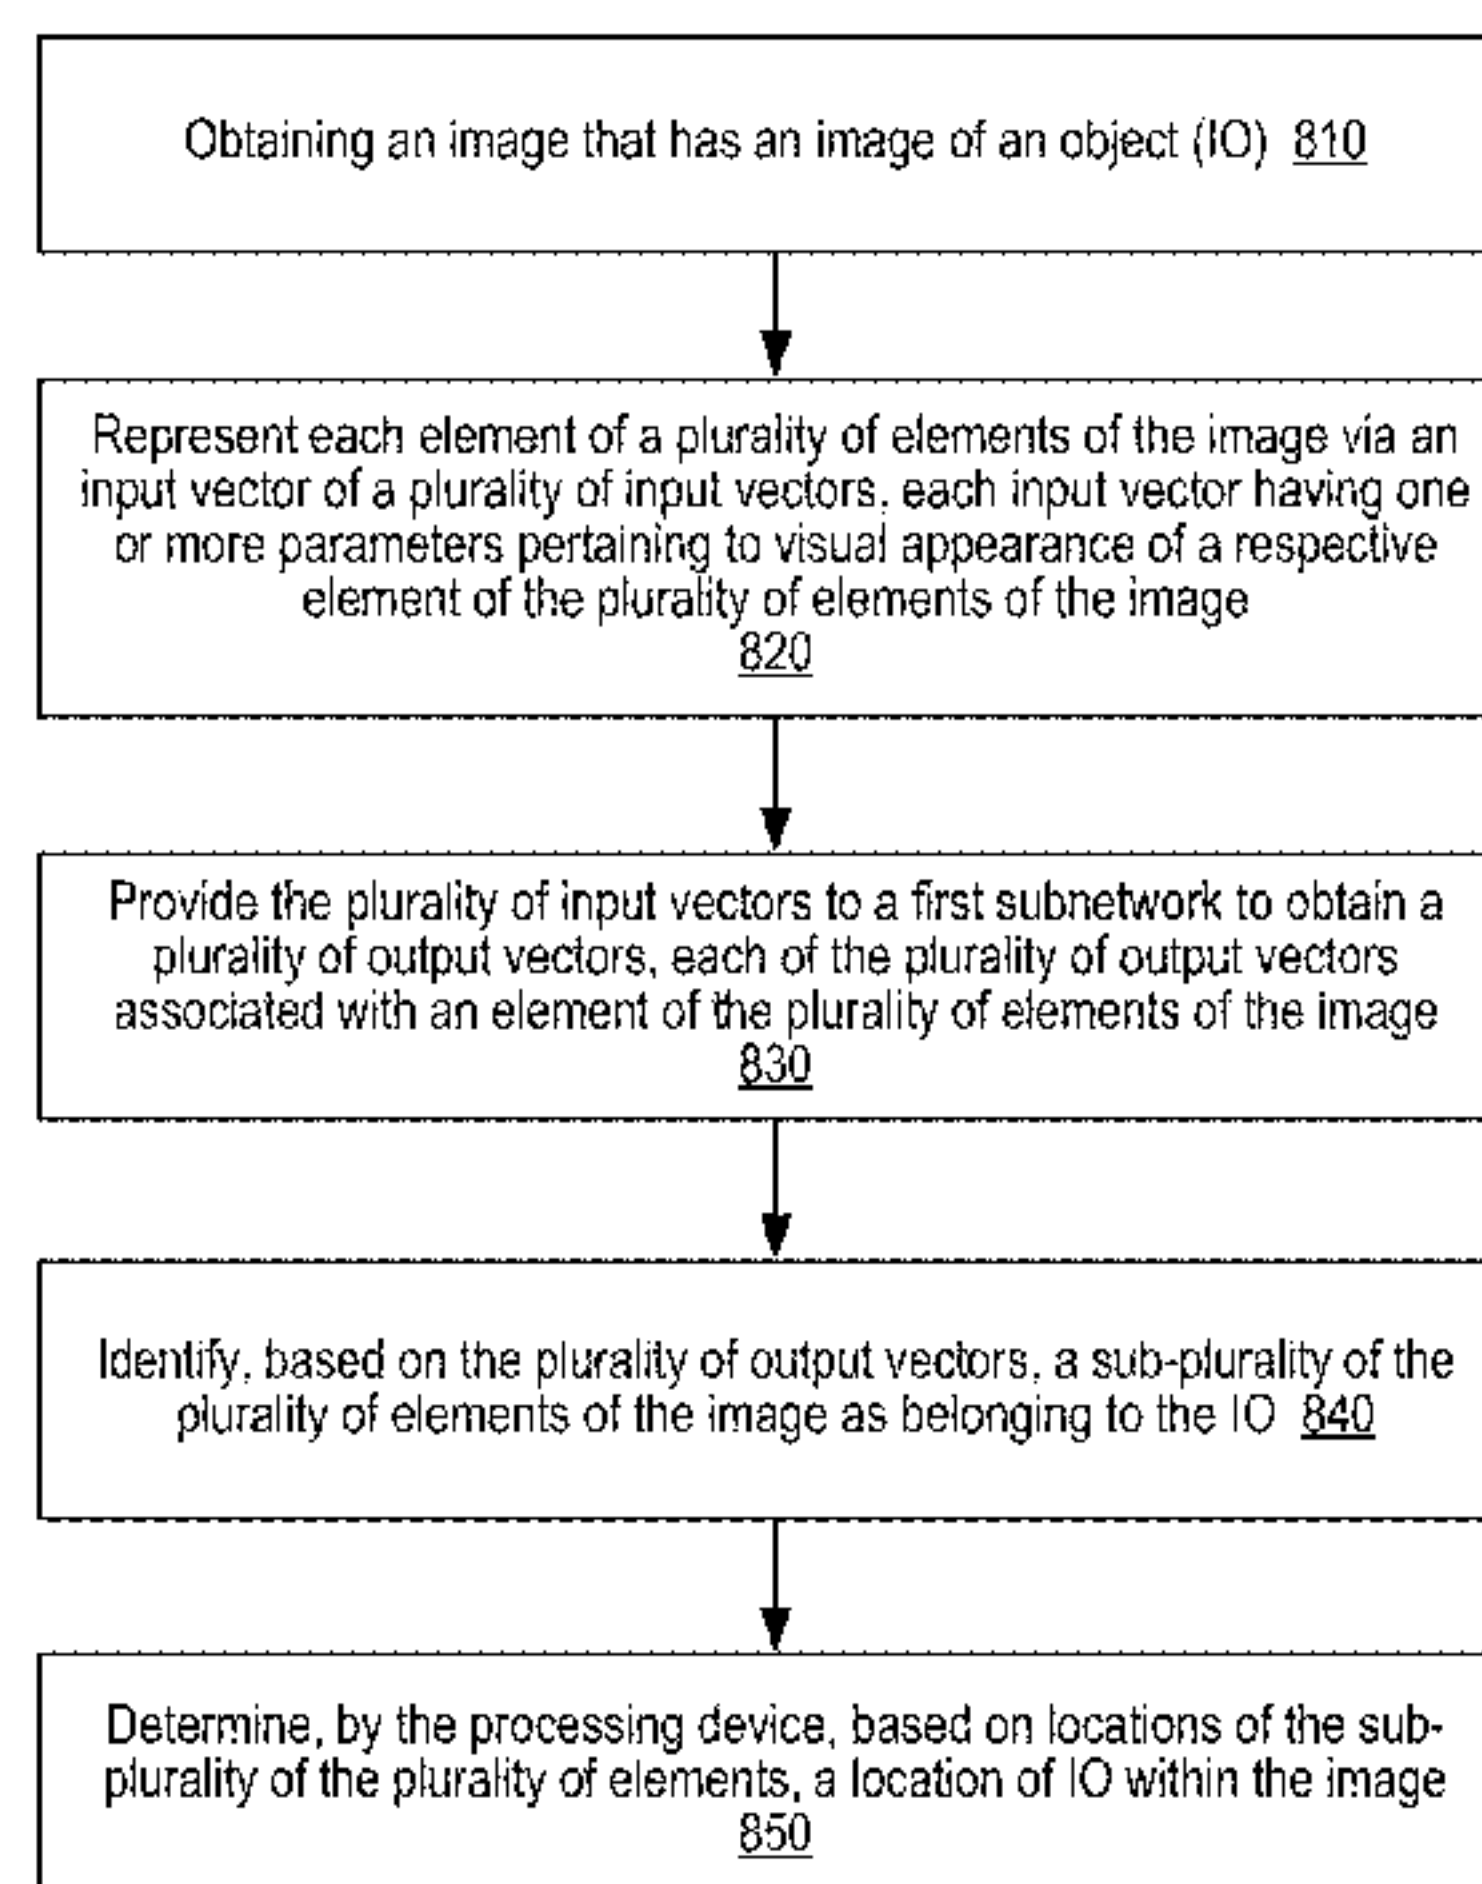 Obtaining an image that has an image of an object (IO) 810
Represent each element of a plurality of elements of the image via an
input vector of a plurality of input vectors, each input vector having one
or more parameters pertaining to visual appearance of a respective
element of the plurality of elements of the image
820
Provide the plurality of input vectors to a first subnetwork to obtain a
plurality of output vectors, each of the plurality of output vectors
associated with an element of the plurality of elements of the image
830
Identify, based on the plurality of output vectors, a sub-plurality of the
plurality of elements of the image as belonging to the IO 840
Determine, by the processing device, based on locations of the sub-
plurality of the plurality of elements, a location of IO within the image
850